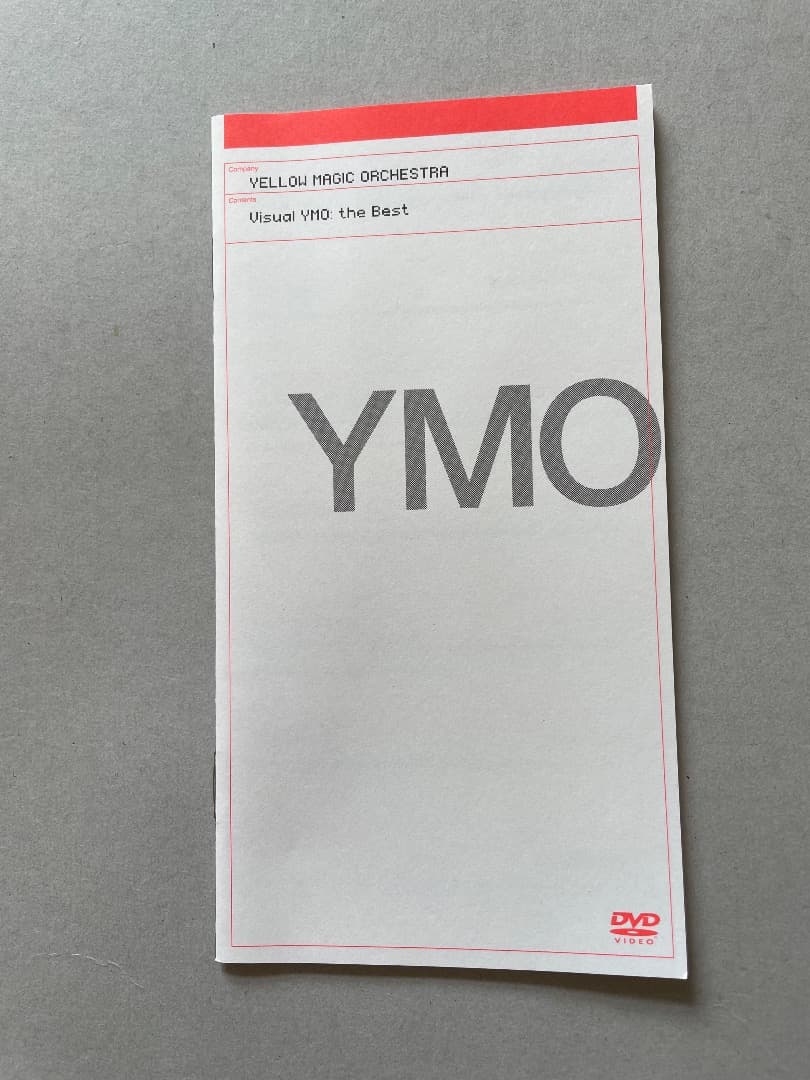 Company
YELLOW MAGIC ORCHESTRA
Contents
Visual YMO: the Best
YMO
DVD
VIDEO